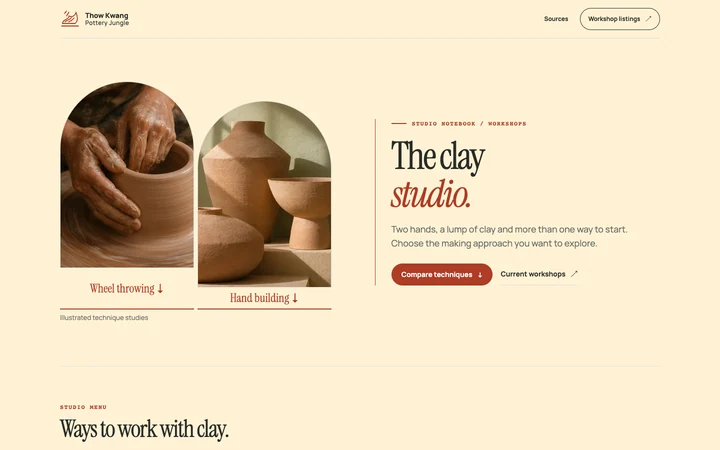 Thow Kwang
Pottery Jungle
Sources
Workshop listings ↗
Wheel throwing ↓
Hand building ↓
Illustrated technique studies
STUDIO NOTEBOOK / WORKSHOPS
The clay
studio.
Two hands, a lump of clay and more than one way to start.
Choose the making approach you want to explore.
Compare techniques ↓
Current workshops ↗
STUDIO MENU
Ways to work with clay.